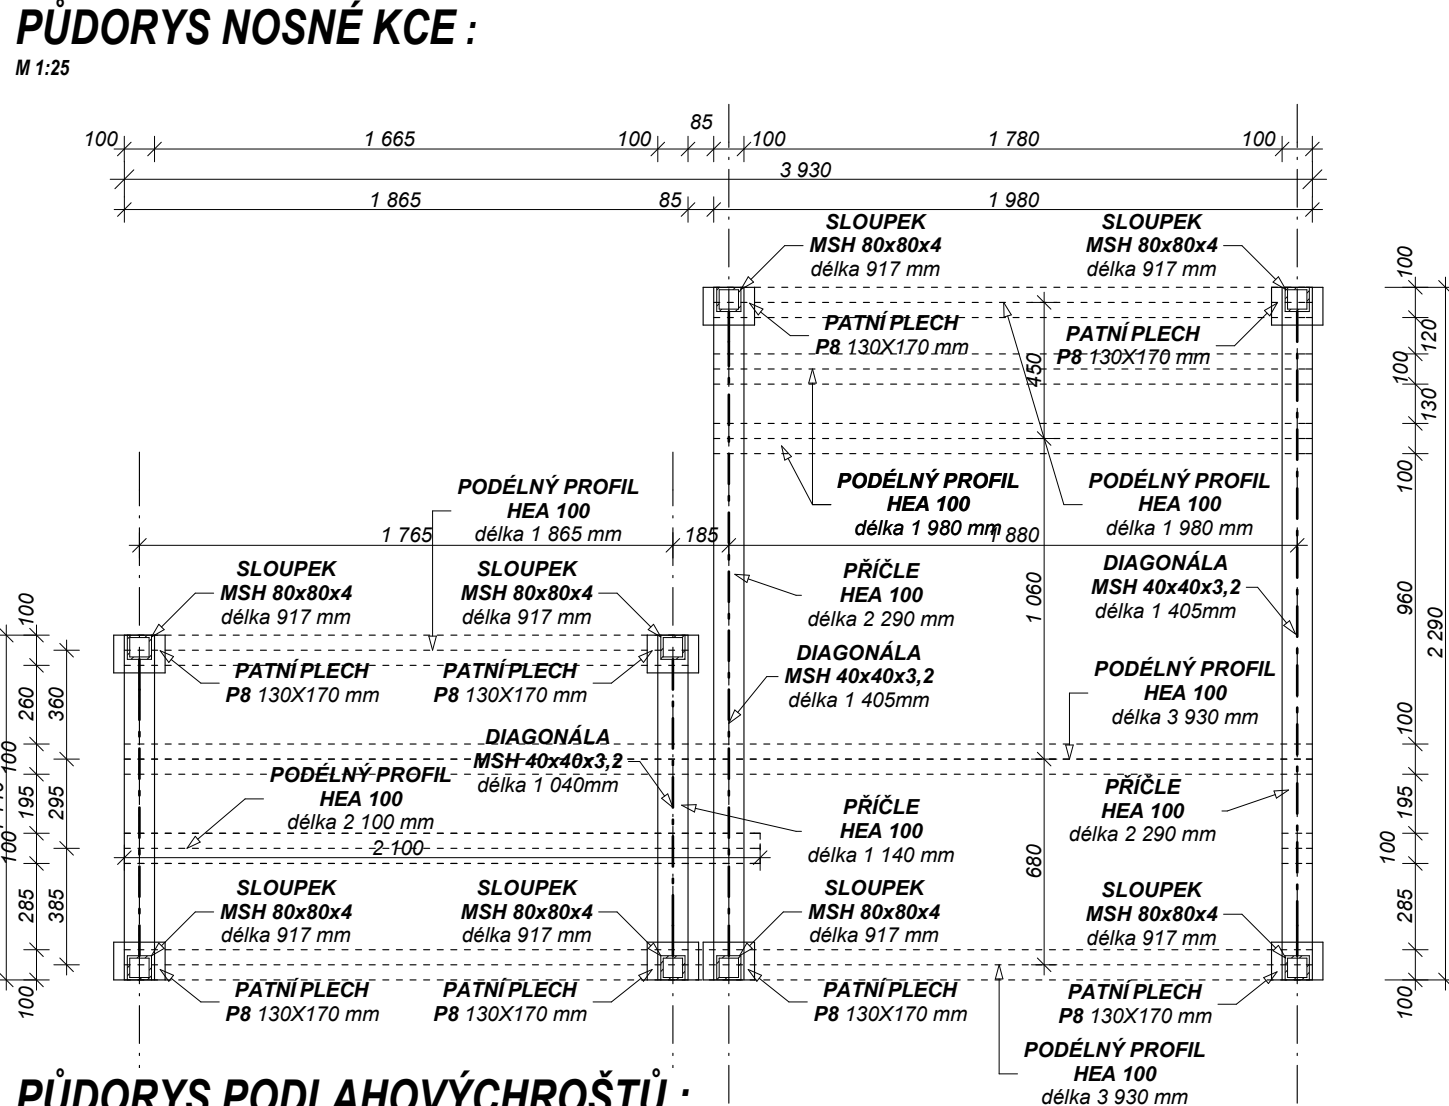 PŮDORYS NOSNÉ KCE :
M 1:25
85
100 1 665 100 100 1 780 100
3 930
1 865 85 1 980
SLOUPEK
MSH 80x80x4
délka 917 mm
SLOUPEK
MSH 80x80x4
délka 917 mm
PATNÍ PLECH
P8 130X170 mm
PATNÍ PLECH
P8 130X170 mm
100
120
100
130
100
960
2 290
100
195
100
285
100
450
1 060
680
PODÉLNÝ PROFIL
HEA 100
délka 1 865 mm
PODÉLNÝ PROFIL
HEA 100
délka 1 980 mm
PODÉLNÝ PROFIL
HEA 100
délka 1 980 mm
1 765 185 1 880
SLOUPEK
MSH 80x80x4
délka 917 mm
SLOUPEK
MSH 80x80x4
délka 917 mm
PŘÍČLE
HEA 100
délka 2 290 mm
DIAGONÁLA
MSH 40x40x3,2
délka 1 405mm
PATNÍ PLECH
P8 130X170 mm
PATNÍ PLECH
P8 130X170 mm
DIAGONÁLA
MSH 40x40x3,2
délka 1 405mm
PODÉLNÝ PROFIL
HEA 100
délka 3 930 mm
100
260
360
100
195
295
100
285
385
100
DIAGONÁLA
MSH 40x40x3,2
délka 1 040mm
PODÉLNÝ PROFIL
HEA 100
délka 2 100 mm
2 100
PŘÍČLE
HEA 100
délka 1 140 mm
PŘÍČLE
HEA 100
délka 2 290 mm
SLOUPEK
MSH 80x80x4
délka 917 mm
SLOUPEK
MSH 80x80x4
délka 917 mm
SLOUPEK
MSH 80x80x4
délka 917 mm
SLOUPEK
MSH 80x80x4
délka 917 mm
PATNÍ PLECH
P8 130X170 mm
PATNÍ PLECH
P8 130X170 mm
PATNÍ PLECH
P8 130X170 mm
PATNÍ PLECH
P8 130X170 mm
PODÉLNÝ PROFIL
HEA 100
délka 3 930 mm
PŮDORYS PODLAHOVÝCHROŠTŮ :